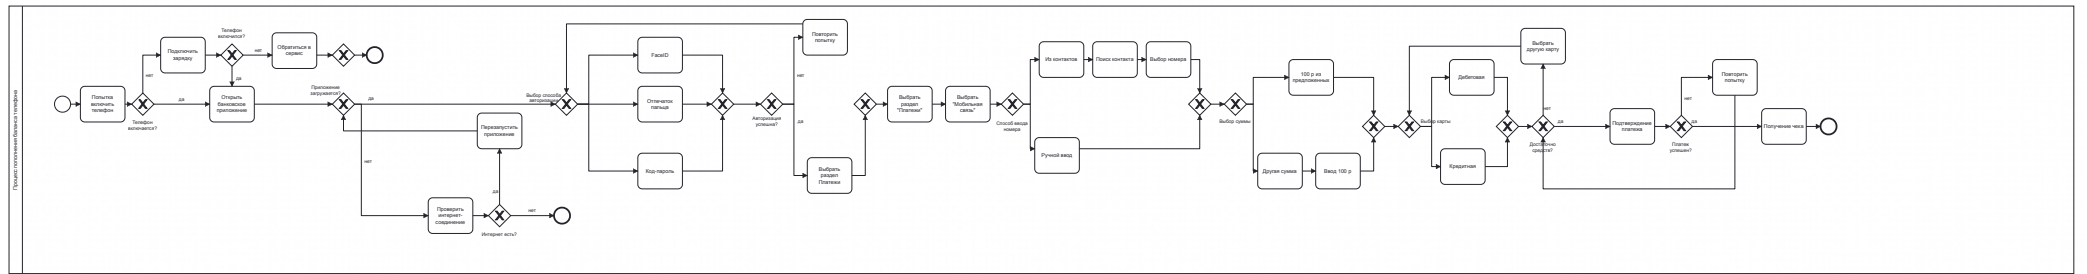 Процесс пополнения баланса телефона
Попытка
включить
телефон
Телефон
включается?
нет
да
Подключить
зарядку
Телефон
включился?
нет
да
Обратиться в
сервис
Открыть
банковское
приложение
Приложение
загружается?
да
нет
Проверить
интернет-
соединение
Интернет есть?
да
нет
Перезапустить
приложение
Выбор способа
авторизации
FaceID
Отпечаток
пальца
Код-пароль
Авторизация
успешна?
нет
да
Повторить
попытку
Выбрать
раздел
Платежи
Выбрать
раздел
"Платежи"
Выбрать
"Мобильная
связь"
Способ ввода
номера
Из контактов
Поиск контакта
Выбор номера
Ручной ввод
Выбор суммы
100 р из
предложенных
Другая сумма
Ввод 100 р
Выбор карты
Дебетовая
Кредитная
Выбрать
другую карту
нет
Достаточно
средств?
да
Подтверждение
платежа
Платеж
успешен?
нет
да
Повторить
попытку
Получение чека